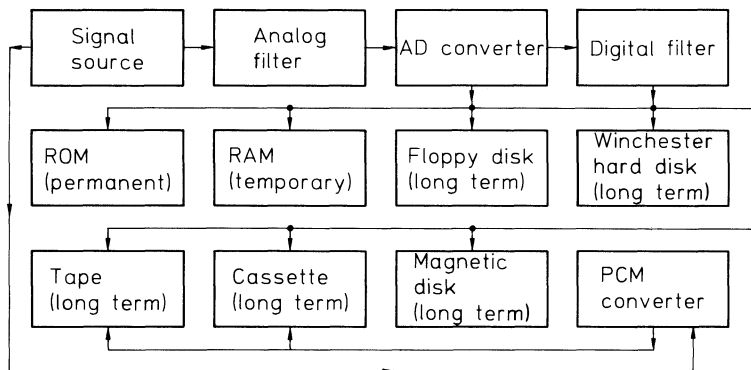 Signal
source
Analog
filter
AD converter
Digital filter
ROM
(permanent)
RAM
(temporary)
Floppy disk
(long term)
Winchester
hard disk
(long term)
Tape
(long term)
Cassette
(long term)
Magnetic
disk
(long term)
PCM
converter